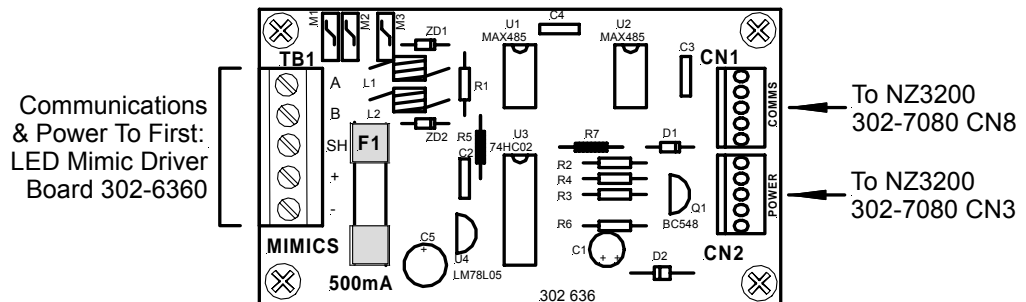 Communications
& Power To First:
LED Mimic Driver
Board 302-6360
M1
M2
M3
TB1
A
B
SH
+
-
MIMICS
L1
L2
F1
500mA
ZD1
ZD2
R1
R5
C2
C5
+
U4
LM78L05
U1
MAX485
C4
U2
MAX485
C3
U3
74HC02
R7
D1
R2
R4
R3
R6
Q1
BC548
C1
+
+
D2
302 636
CN1
COMMS
POWER
CN2
To NZ3200
302-7080 CN8
To NZ3200
302-7080 CN3